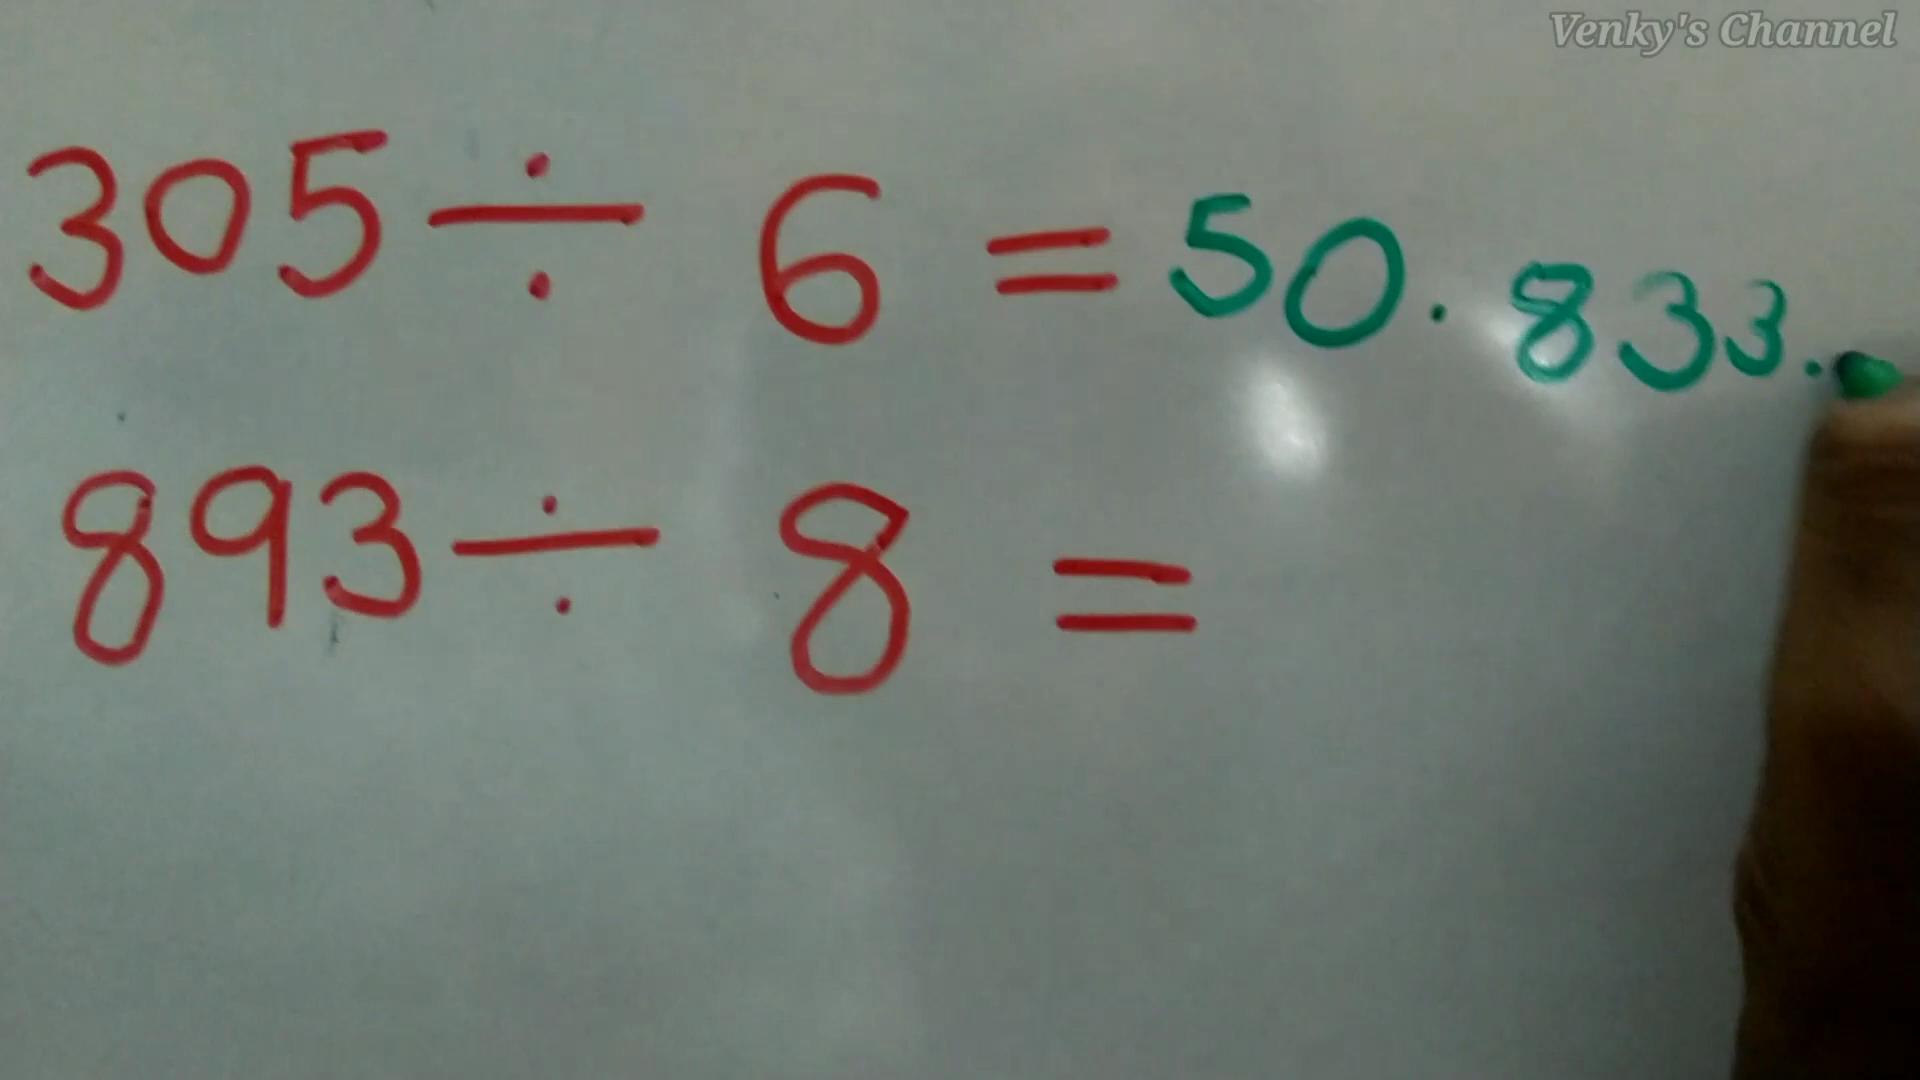 Venky's Channel
305 ÷ 6 = 50.833..
893 ÷ 8 =